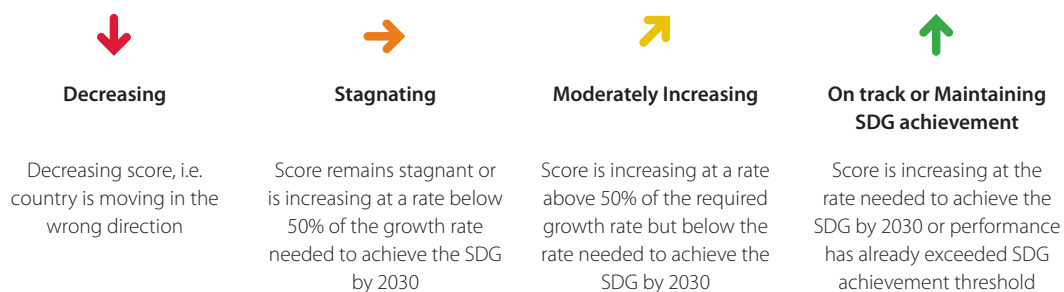 Decreasing
Decreasing score, i.e.
country is moving in the
wrong direction
Stagnating
Score remains stagnant or
is increasing at a rate below
50% of the growth rate
needed to achieve the SDG
by 2030
Moderately Increasing
Score is increasing at a rate
above 50% of the required
growth rate but below the
rate needed to achieve the
SDG by 2030
On track or Maintaining
SDG achievement
Score is increasing at the
rate needed to achieve the
SDG by 2030 or performance
has already exceeded SDG
achievement threshold